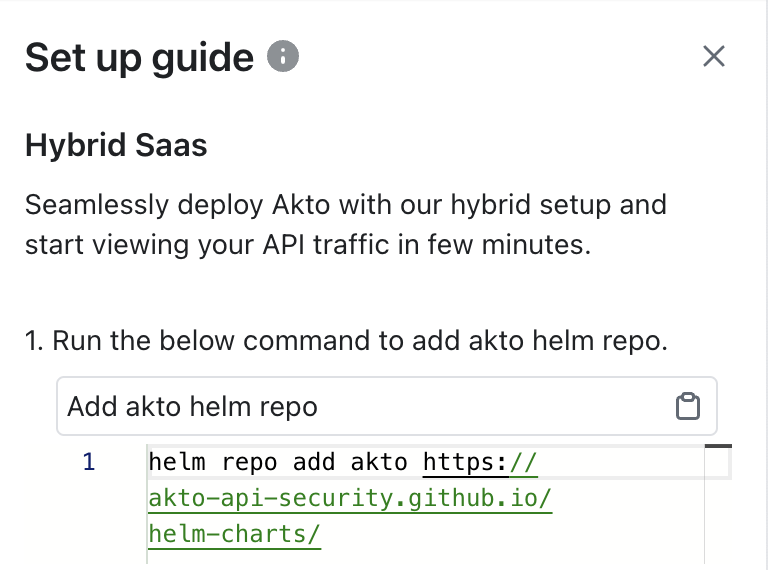 Set up guide
Hybrid Saas
Seamlessly deploy Akto with our hybrid setup and
start viewing your API traffic in few minutes.
1. Run the below command to add akto helm repo.
Add akto helm repo
1 helm repo add akto https://
akto-api-security.github.io/
helm-charts/